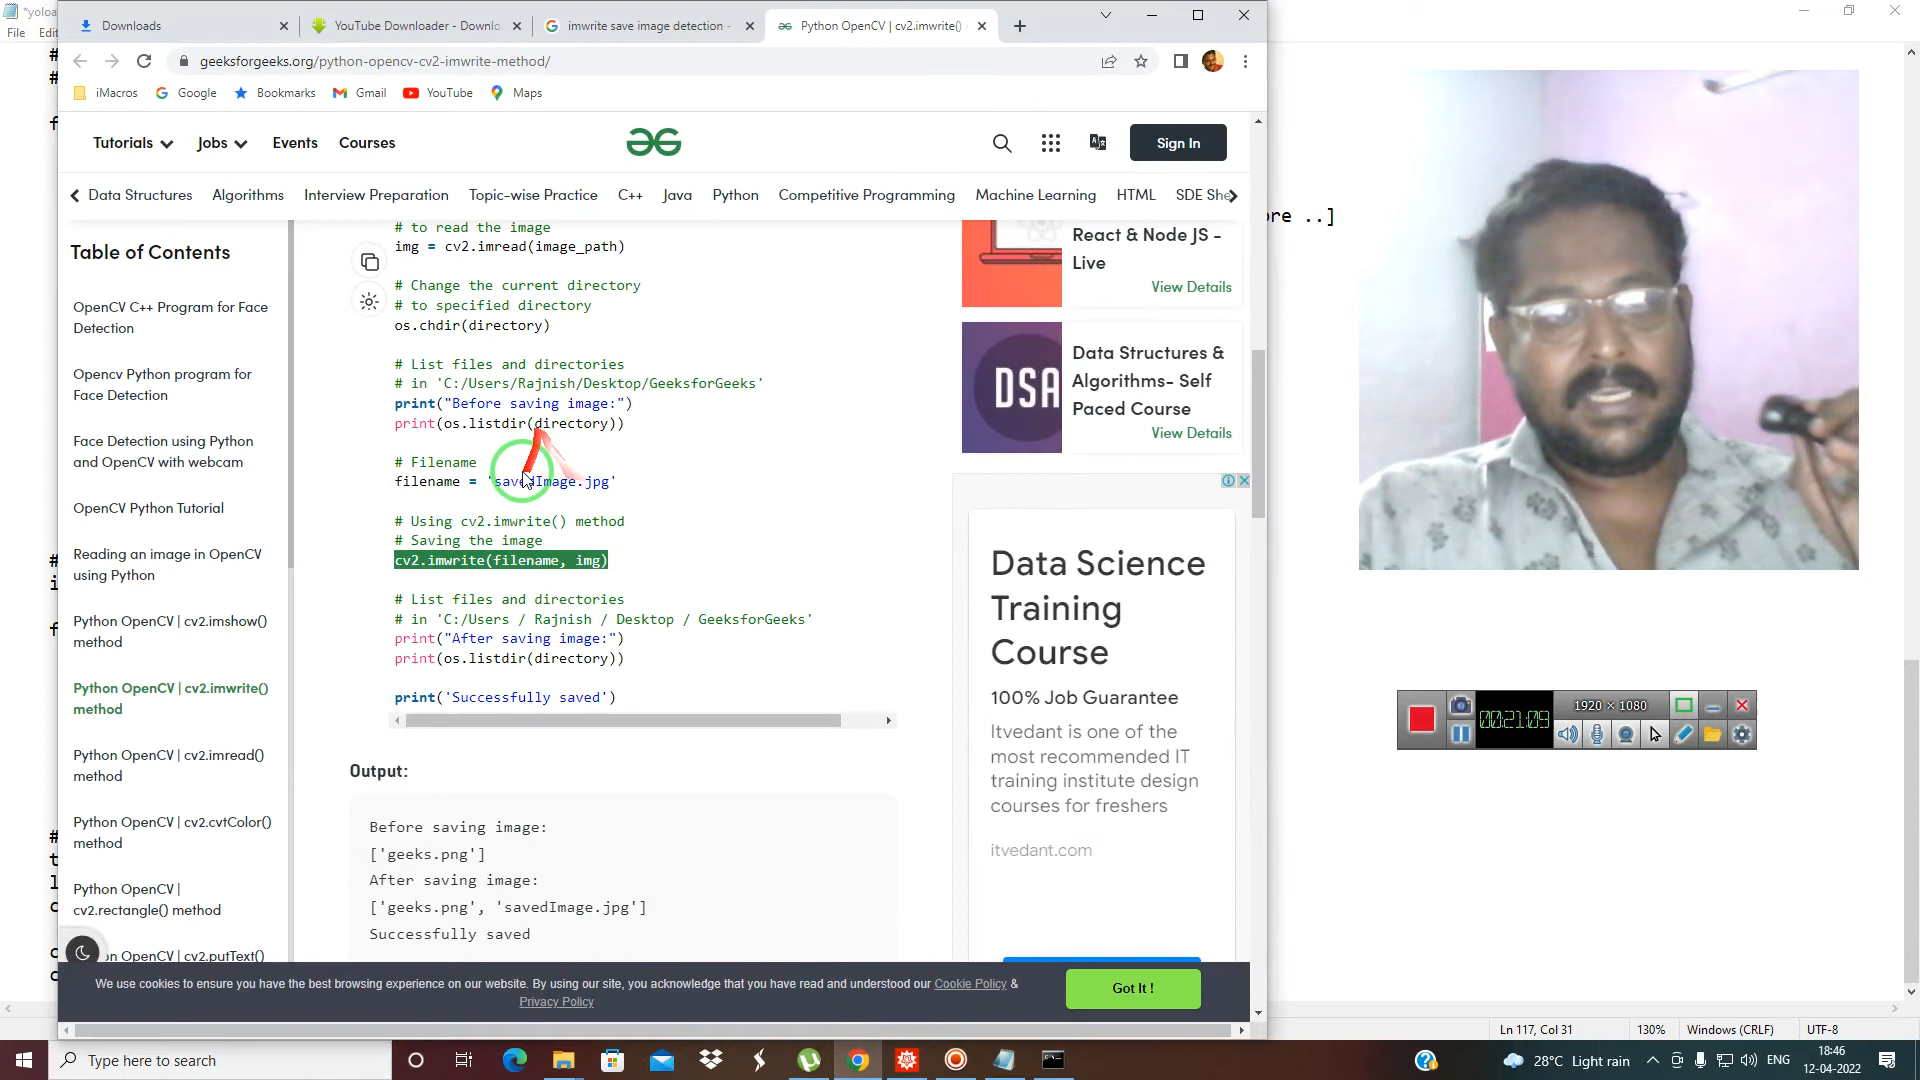 *yoloa
File Edi
Downloads
YouTube Downloader - Downlo
imwrite save image detection -
Python OpenCV | cv2.imwrite()
geeksforgeeks.org/python-opencv-cv2-imwrite-method/
iMacros Google Bookmarks Gmail YouTube Maps
Tutorials Jobs Events Courses
Sign In
Data Structures Algorithms Interview Preparation Topic-wise Practice C++ Java Python Competitive Programming Machine Learning HTML SDE She
ore ..]
Table of Contents
OpenCV C++ Program for Face
Detection
Opencv Python program for
Face Detection
Face Detection using Python
and OpenCV with webcam
OpenCV Python Tutorial
Reading an image in OpenCV
using Python
Python OpenCV | cv2.imshow()
method
Python OpenCV | cv2.imwrite()
method
Python OpenCV | cv2.imread()
method
Python OpenCV | cv2.cvtColor()
method
Python OpenCV |
cv2.rectangle() method
n OpenCV | cv2.putText()
# to read the image
img = cv2.imread(image_path)
# Change the current directory
# to specified directory
os.chdir(directory)
# List files and directories
# in 'C:/Users/Rajnish/Desktop/GeeksforGeeks'
print("Before saving image:")
print(os.listdir(directory))
# Filename
filename = 'savedImage.jpg'
# Using cv2.imwrite() method
# Saving the image
cv2.imwrite(filename, img)
# List files and directories
# in 'C:/Users / Rajnish / Desktop / GeeksforGeeks'
print("After saving image:")
print(os.listdir(directory))
print('Successfully saved')
Output:
Before saving image:
['geeks.png']
After saving image:
['geeks.png', 'savedImage.jpg']
Successfully saved
React & Node JS -
Live
View Details
DSA
Data Structures &
Algorithms- Self
Paced Course
View Details
Data Science
Training
Course
100% Job Guarantee
Itvedant is one of the
most recommended IT
training institute design
courses for freshers
itvedant.com
We use cookies to ensure you have the best browsing experience on our website. By using our site, you acknowledge that you have read and understood our Cookie Policy &
Privacy Policy
Got It !
00:21:09
1920 × 1080
Ln 117, Col 31
130%
Windows (CRLF)
UTF-8
Type here to search
28°C Light rain
ENG
18:46
12-04-2022